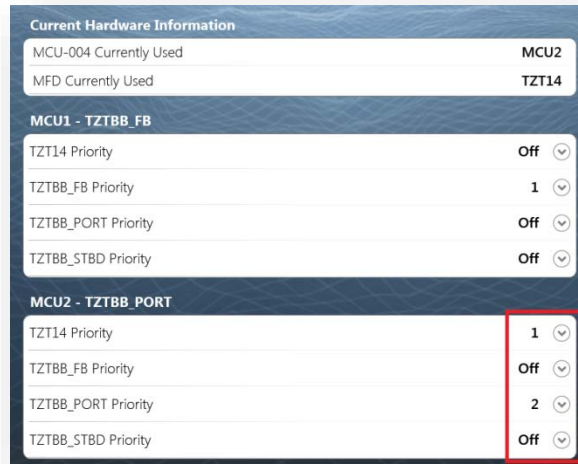 Current Hardware Information
MCU-004 Currently Used MCU2
MFD Currently Used TZT14
MCU1 - TZTBB_FB
TZT14 Priority Off
TZTBB_FB Priority 1
TZTBB_PORT Priority Off
TZTBB_STBD Priority Off
MCU2 - TZTBB_PORT
TZT14 Priority 1
TZTBB_FB Priority Off
TZTBB_PORT Priority 2
TZTBB_STBD Priority Off